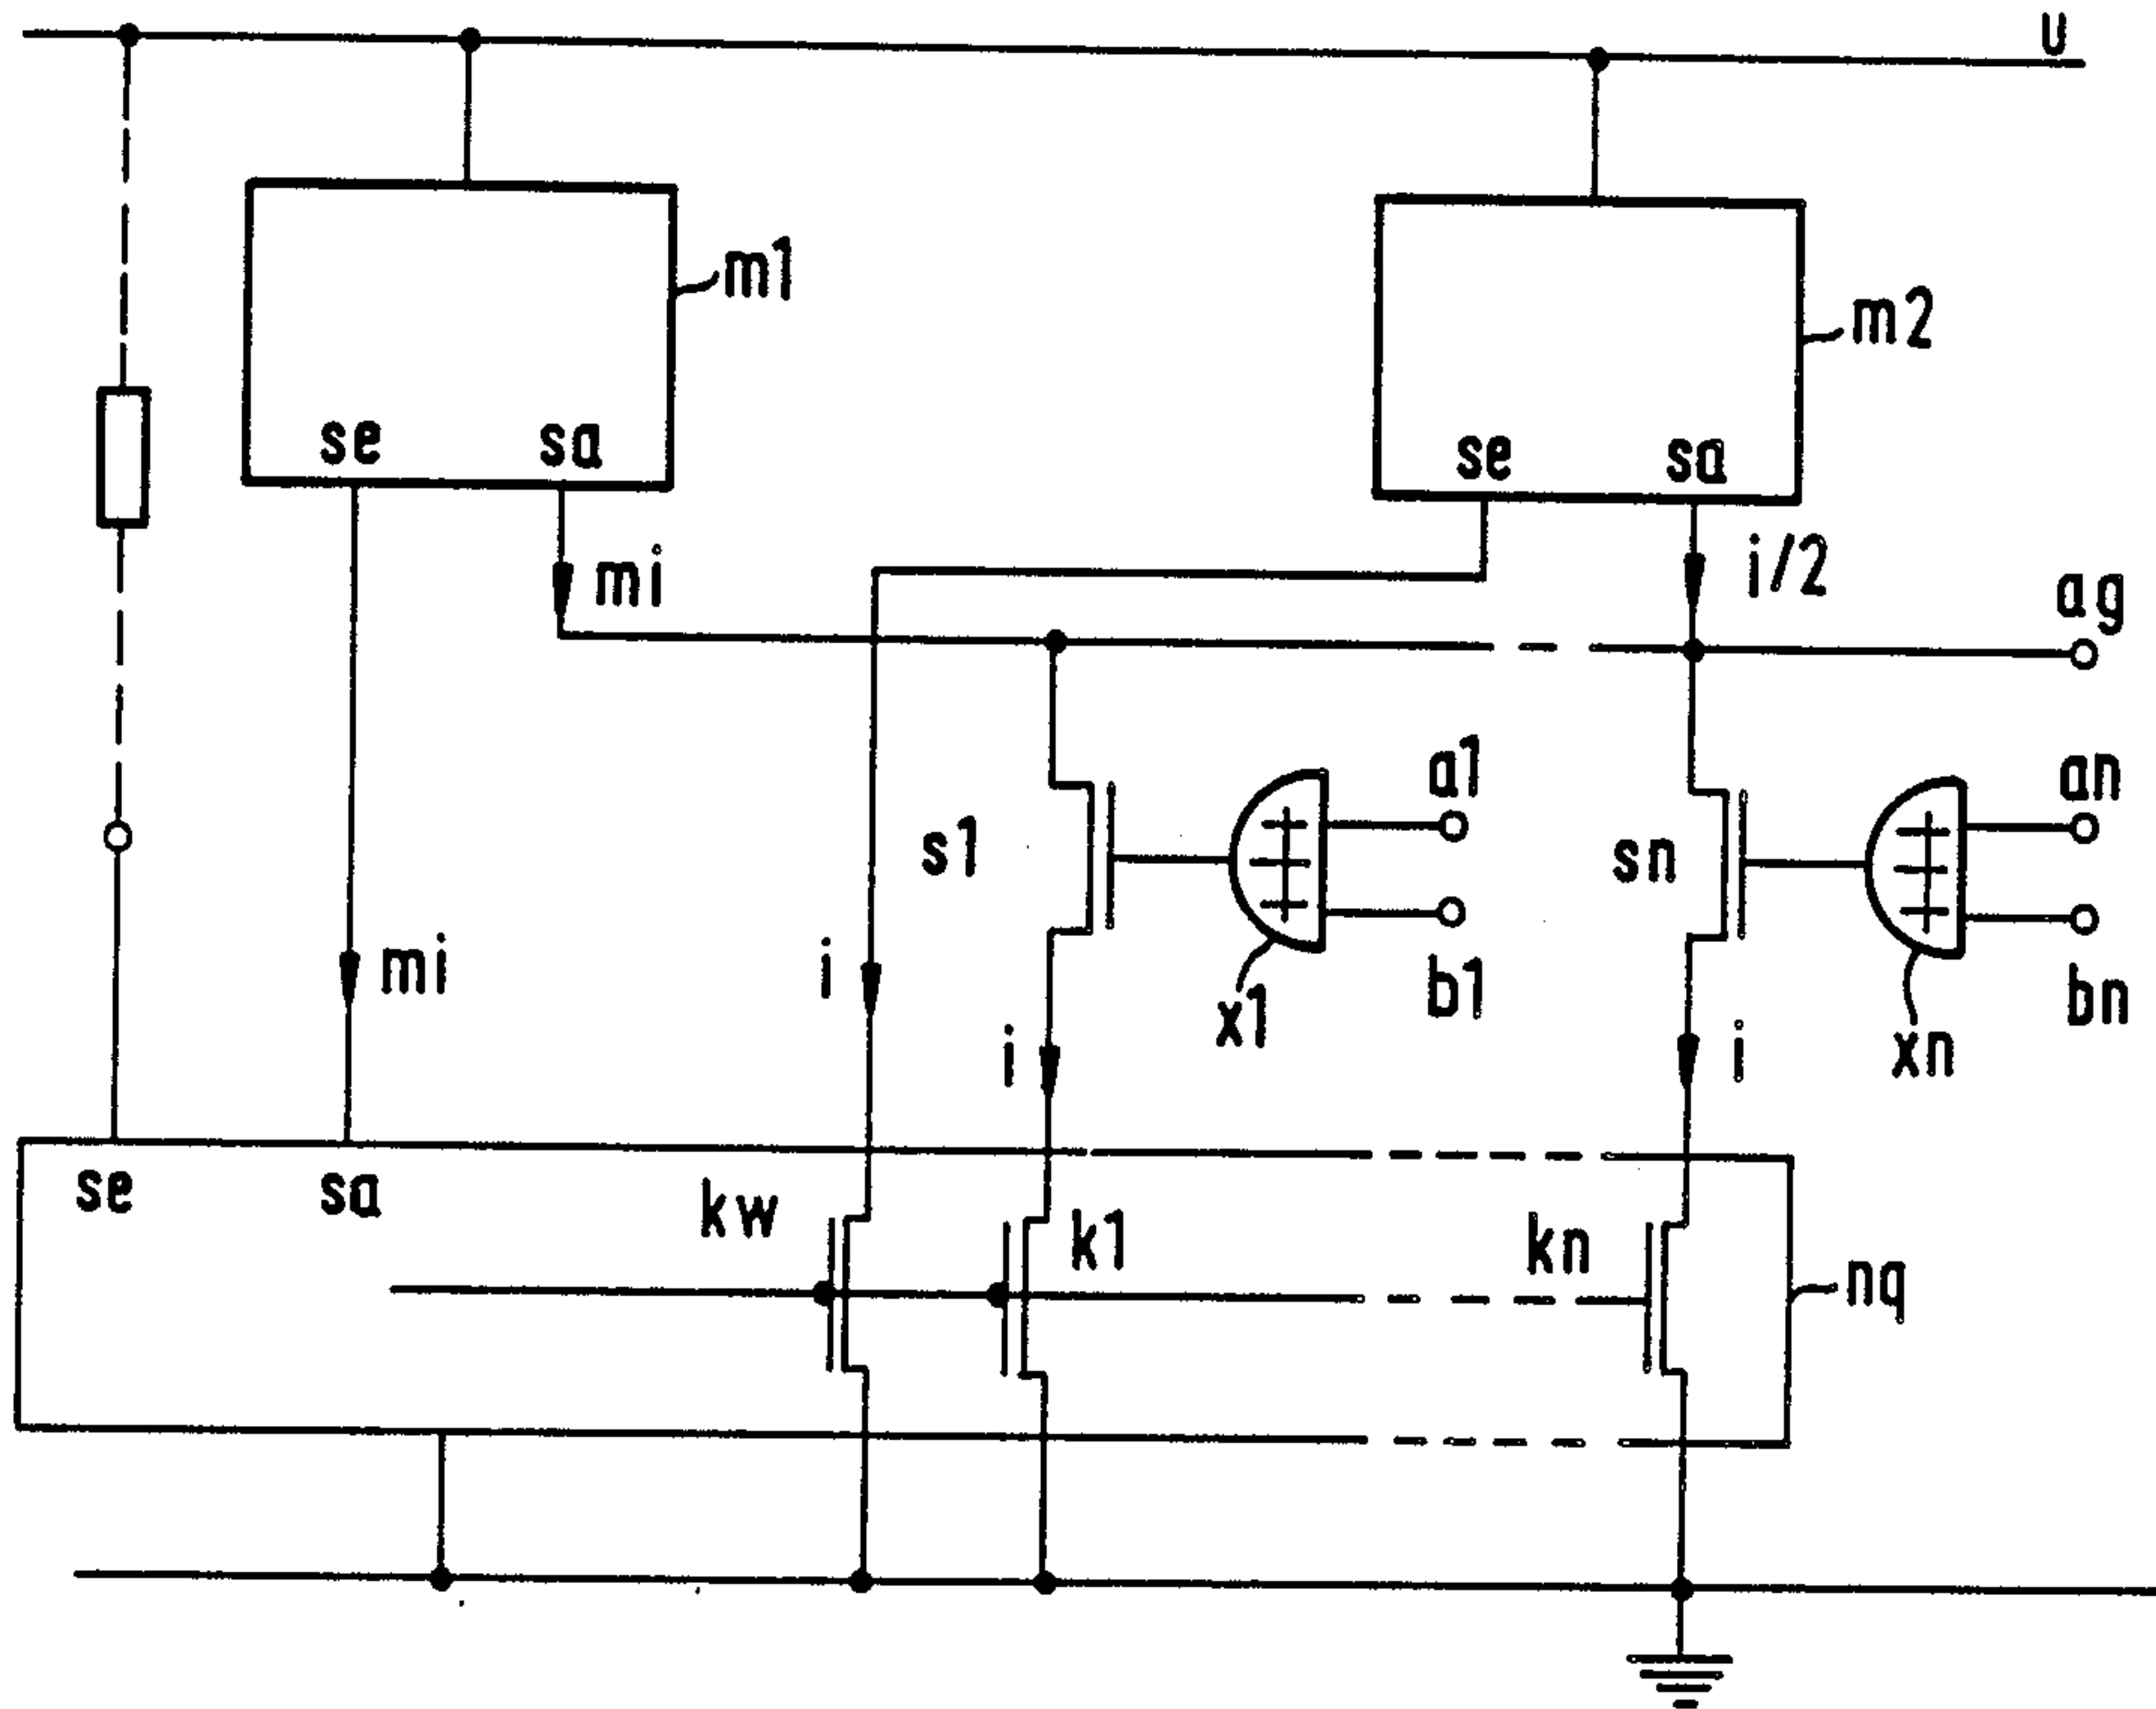 U
m1
m2
se
sa
se
sa
mi
i/2
ag
a1
an
s1
sn
mi
i
b1
bn
x1
xn
i
i
se
sa
kw
k1
kn
nq